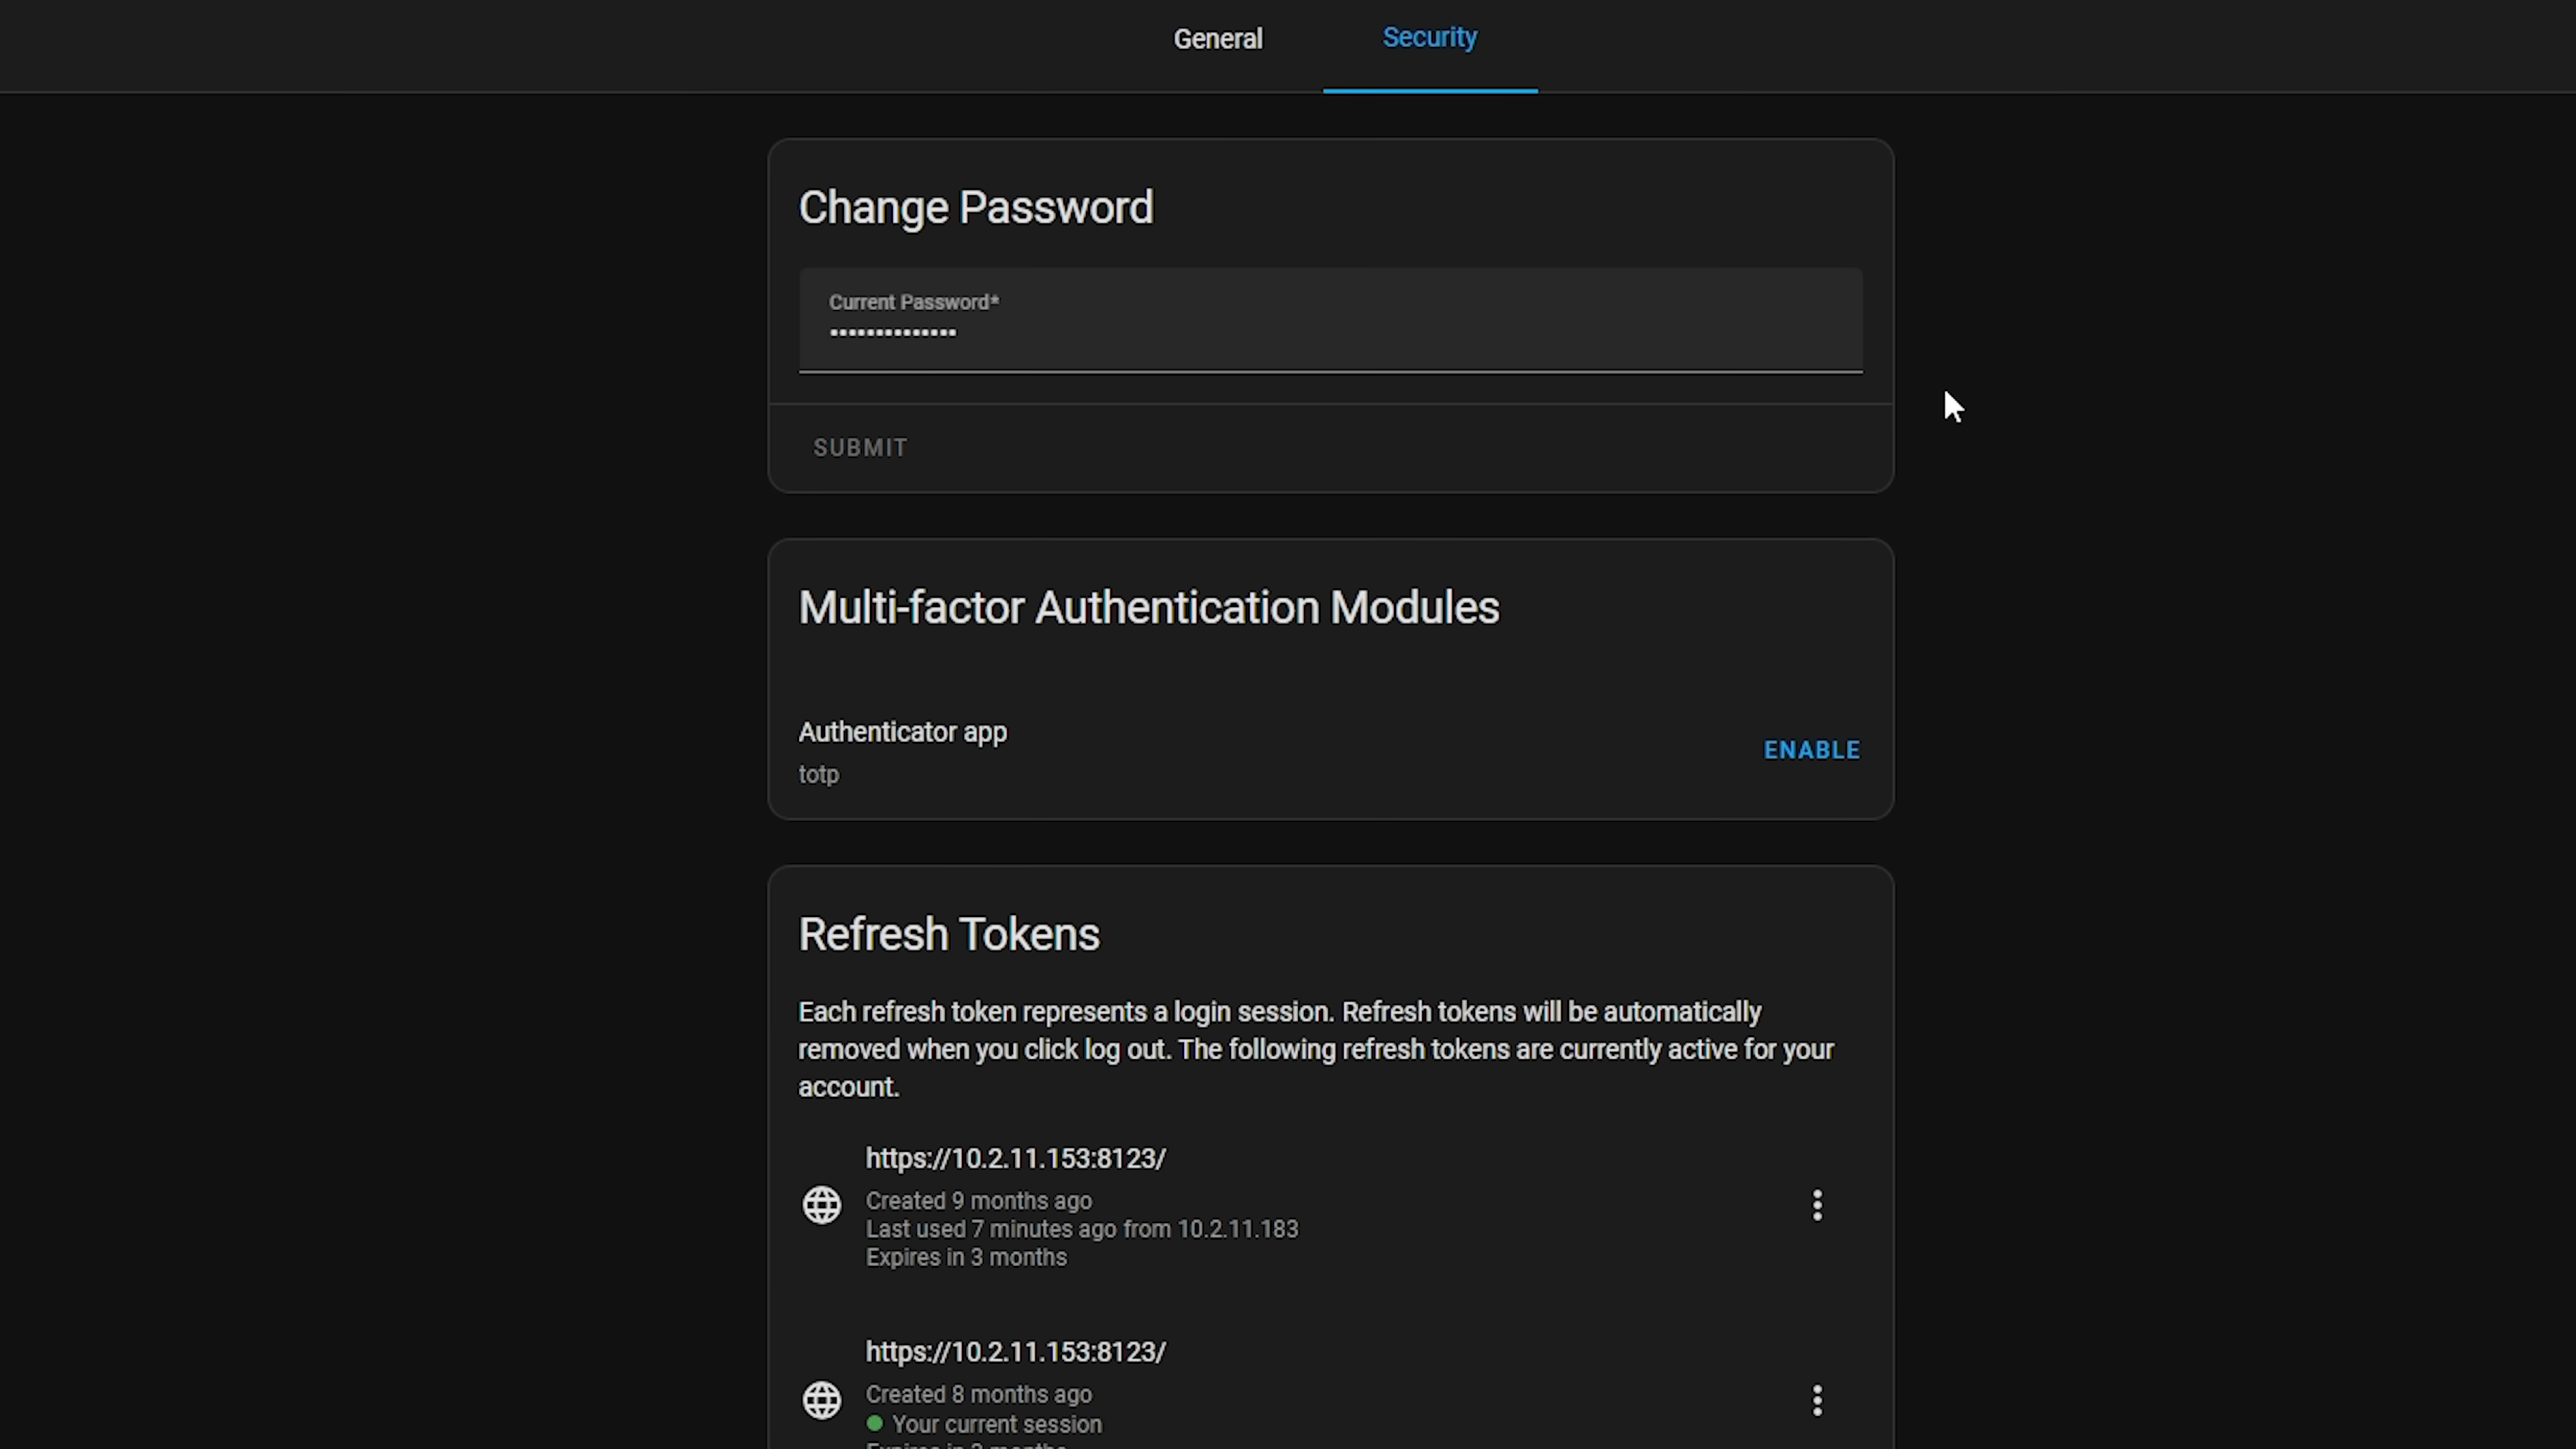 General
Security
Change Password
Current Password*
••••••••••••••
SUBMIT
Multi-factor Authentication Modules
Authenticator app
totp
ENABLE
Refresh Tokens
Each refresh token represents a login session. Refresh tokens will be automatically
removed when you click log out. The following refresh tokens are currently active for your
account.
https://10.2.11.153:8123/
Created 9 months ago
Last used 7 minutes ago from 10.2.11.183
Expires in 3 months
https://10.2.11.153:8123/
Created 8 months ago
Your current session